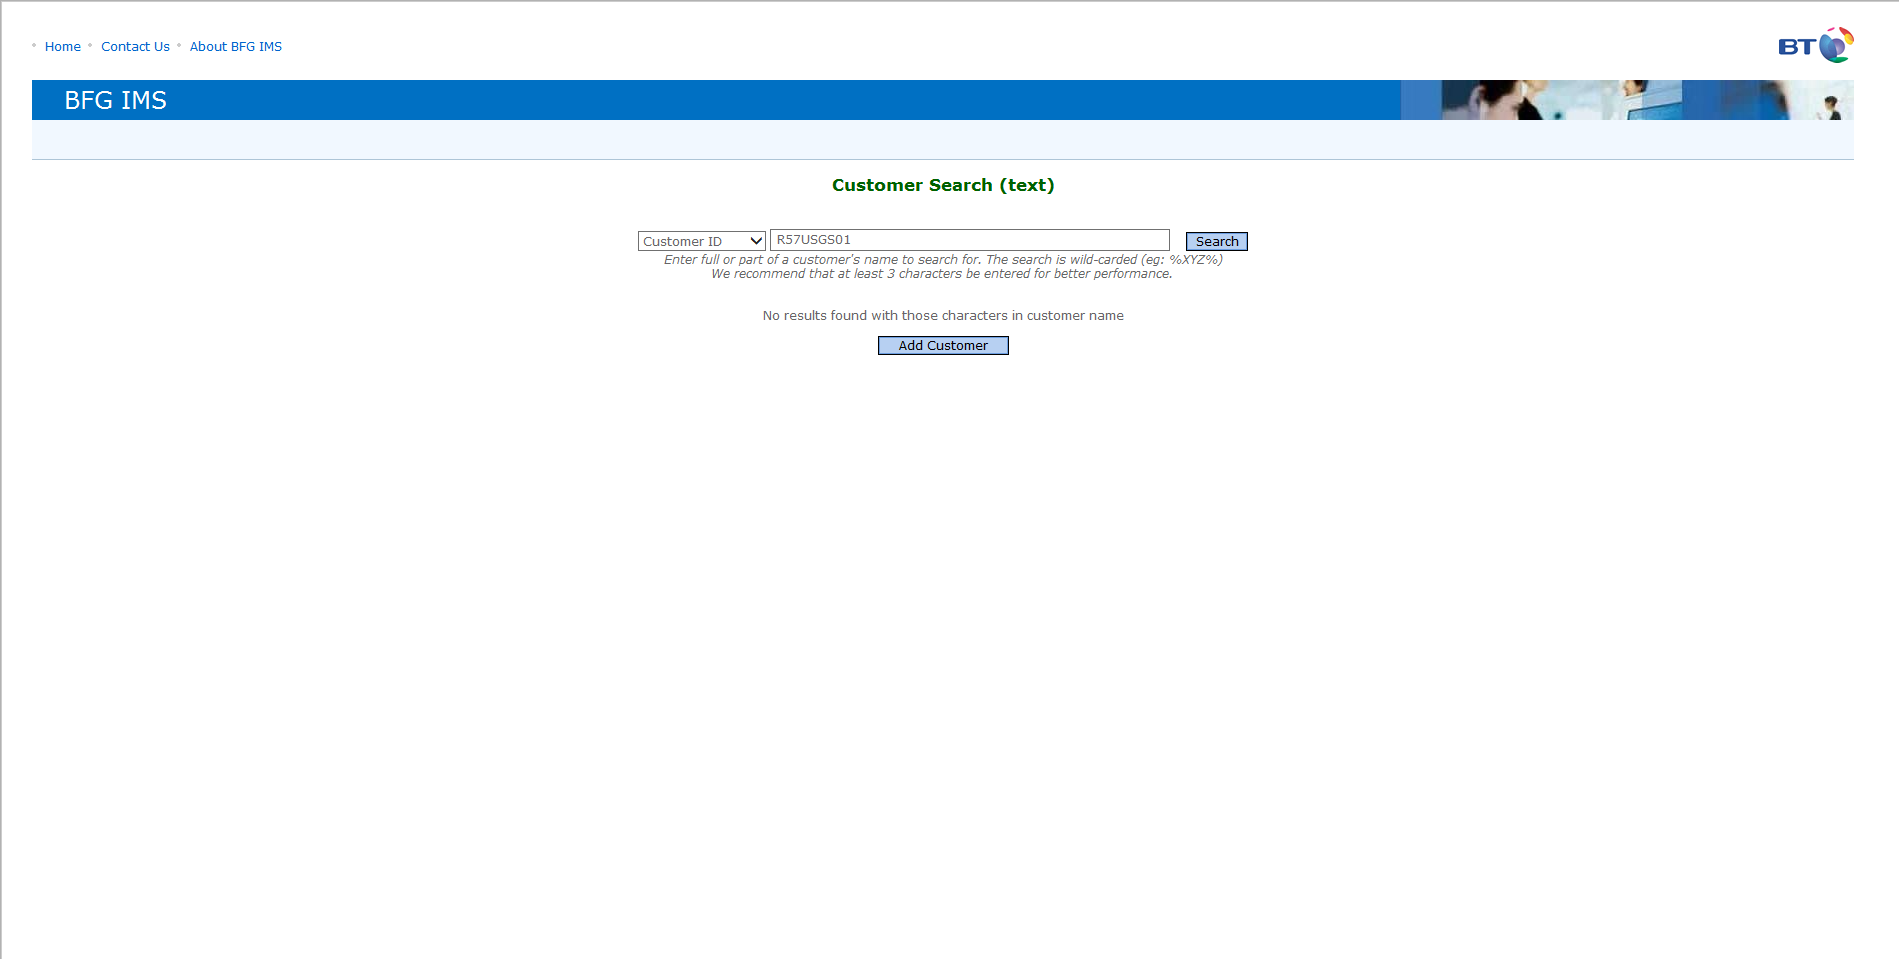 Home Contact Us About BFG IMS
BT
BFG IMS
Customer Search (text)
Customer ID R57USGS01 Search
Enter full or part of a customer's name to search for. The search is wild-carded (eg: %XYZ%)
We recommend that at least 3 characters be entered for better performance.
No results found with those characters in customer name
Add Customer